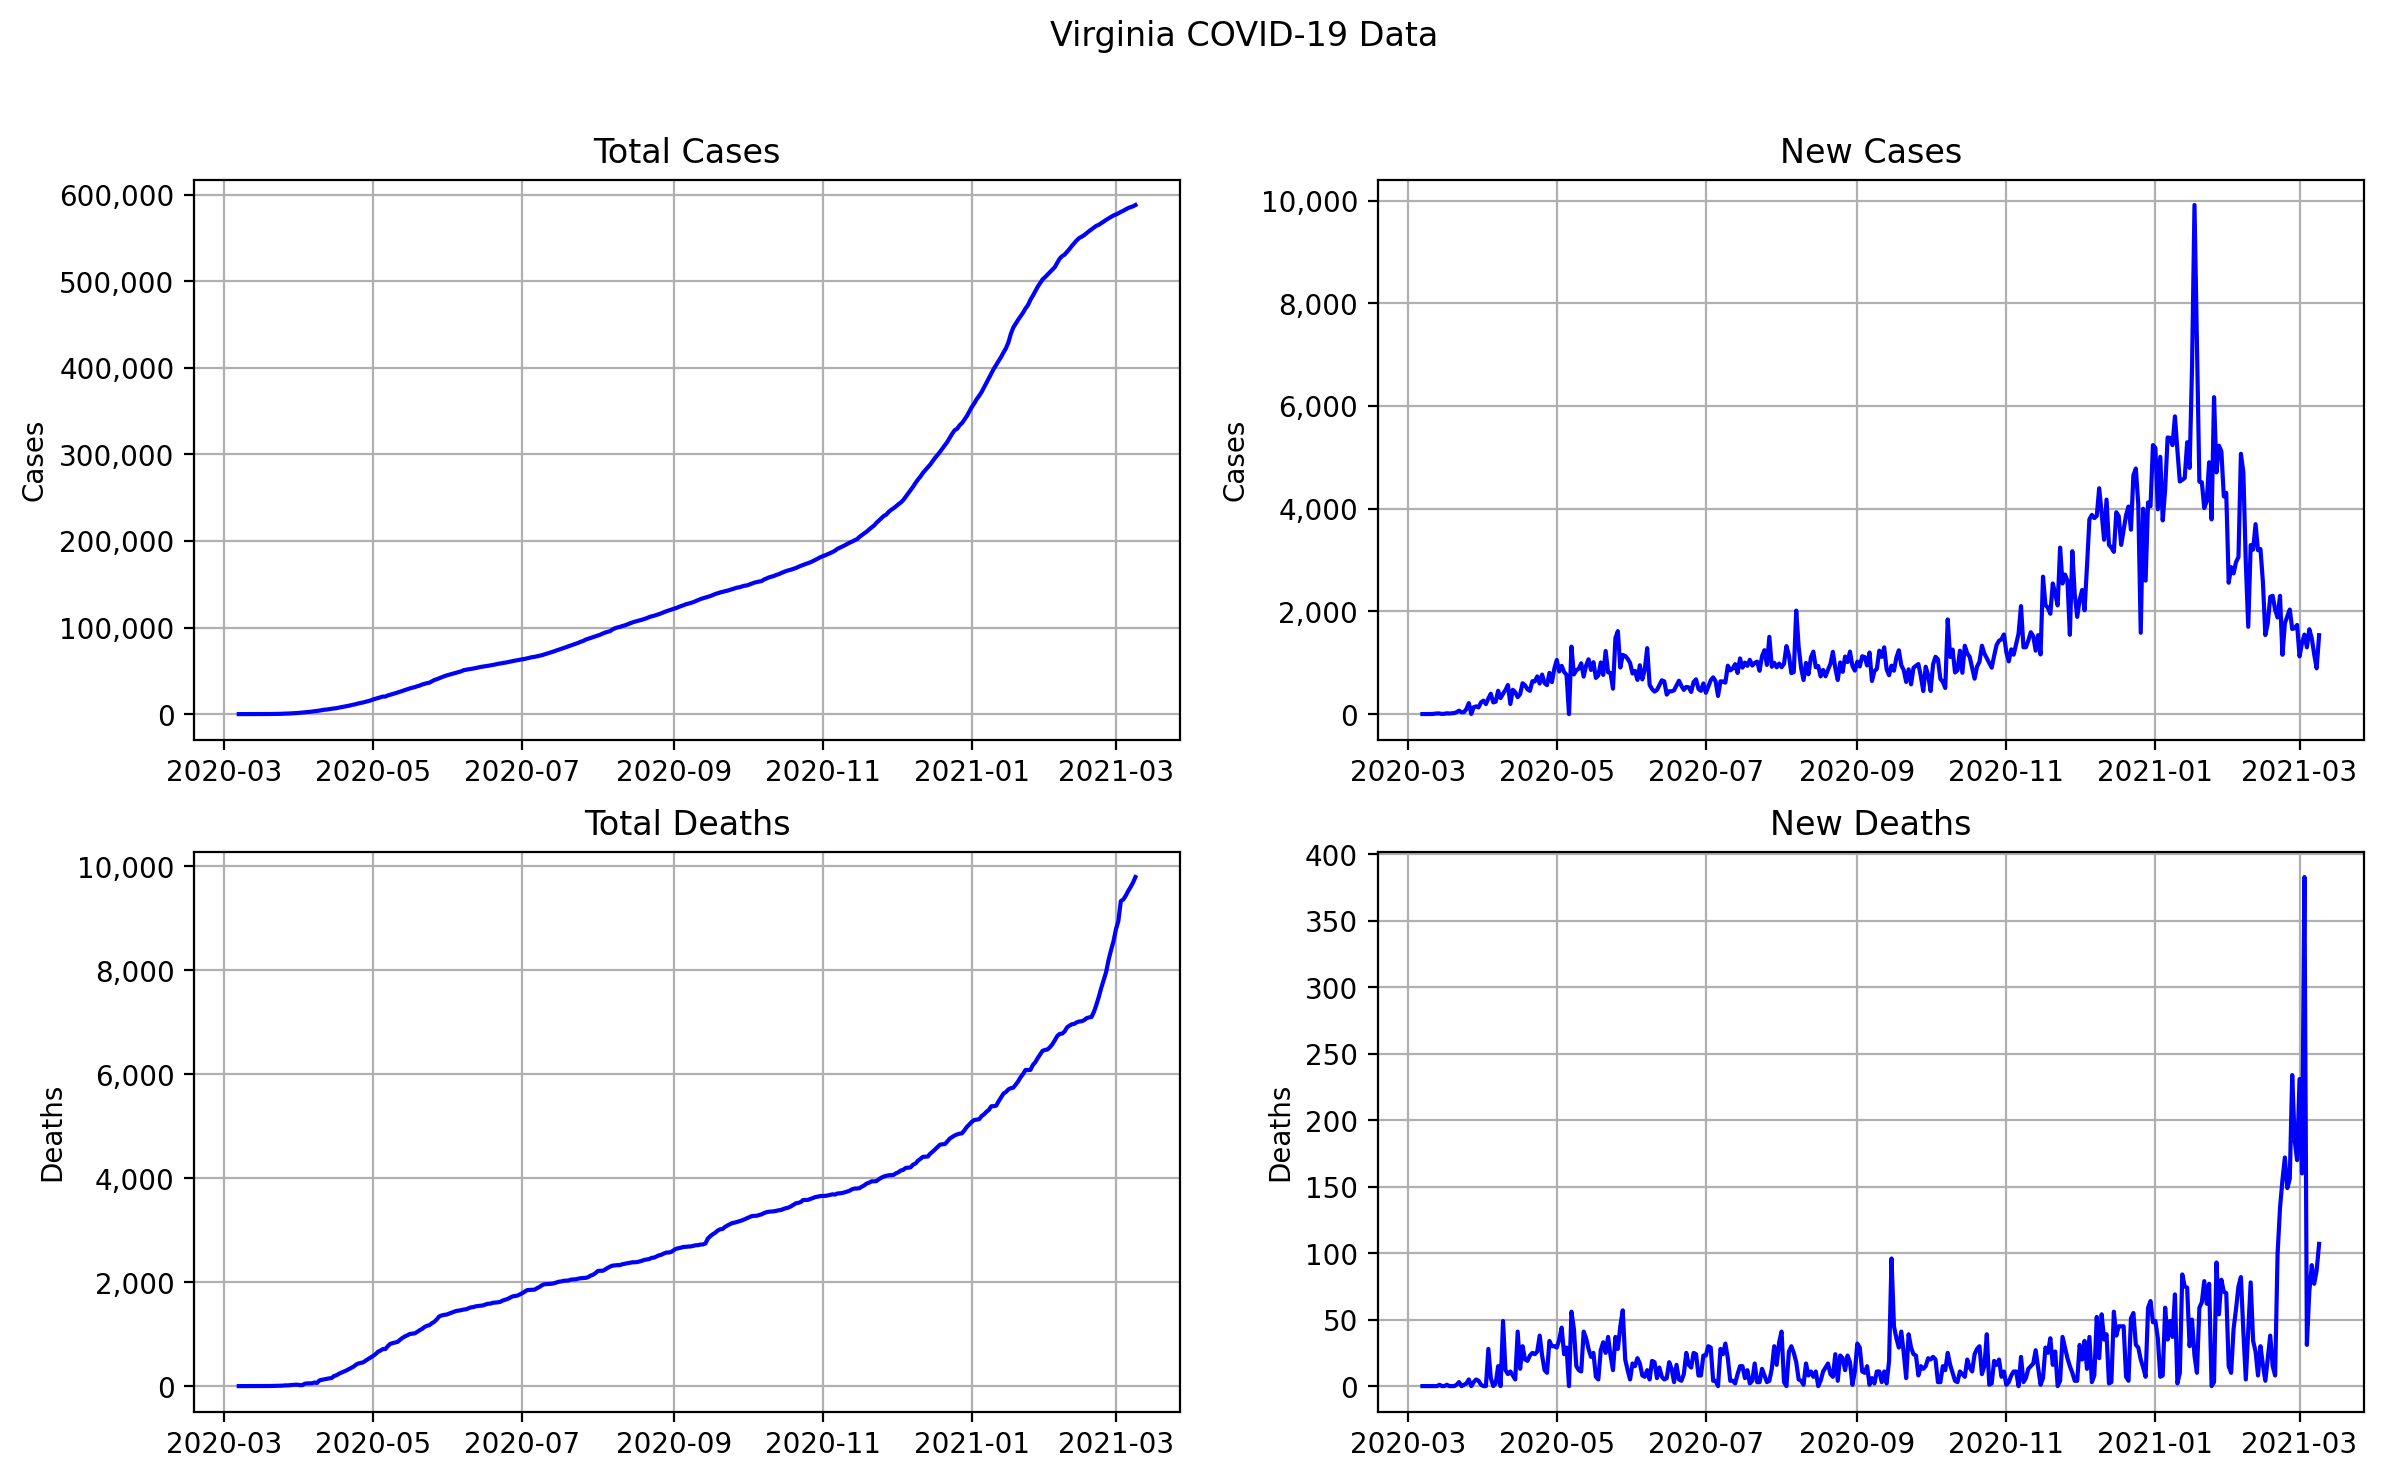 Virginia COVID-19 Data
Total Cases
600,000
500,000
400,000
300,000
200,000
100,000
0
Cases
2020-03 2020-05 2020-07 2020-09 2020-11 2021-01 2021-03
New Cases
10,000
8,000
6,000
4,000
2,000
0
Cases
2020-03 2020-05 2020-07 2020-09 2020-11 2021-01 2021-03
Total Deaths
10,000
8,000
6,000
4,000
2,000
0
Deaths
2020-03 2020-05 2020-07 2020-09 2020-11 2021-01 2021-03
New Deaths
400
350
300
250
200
150
100
50
0
Deaths
2020-03 2020-05 2020-07 2020-09 2020-11 2021-01 2021-03